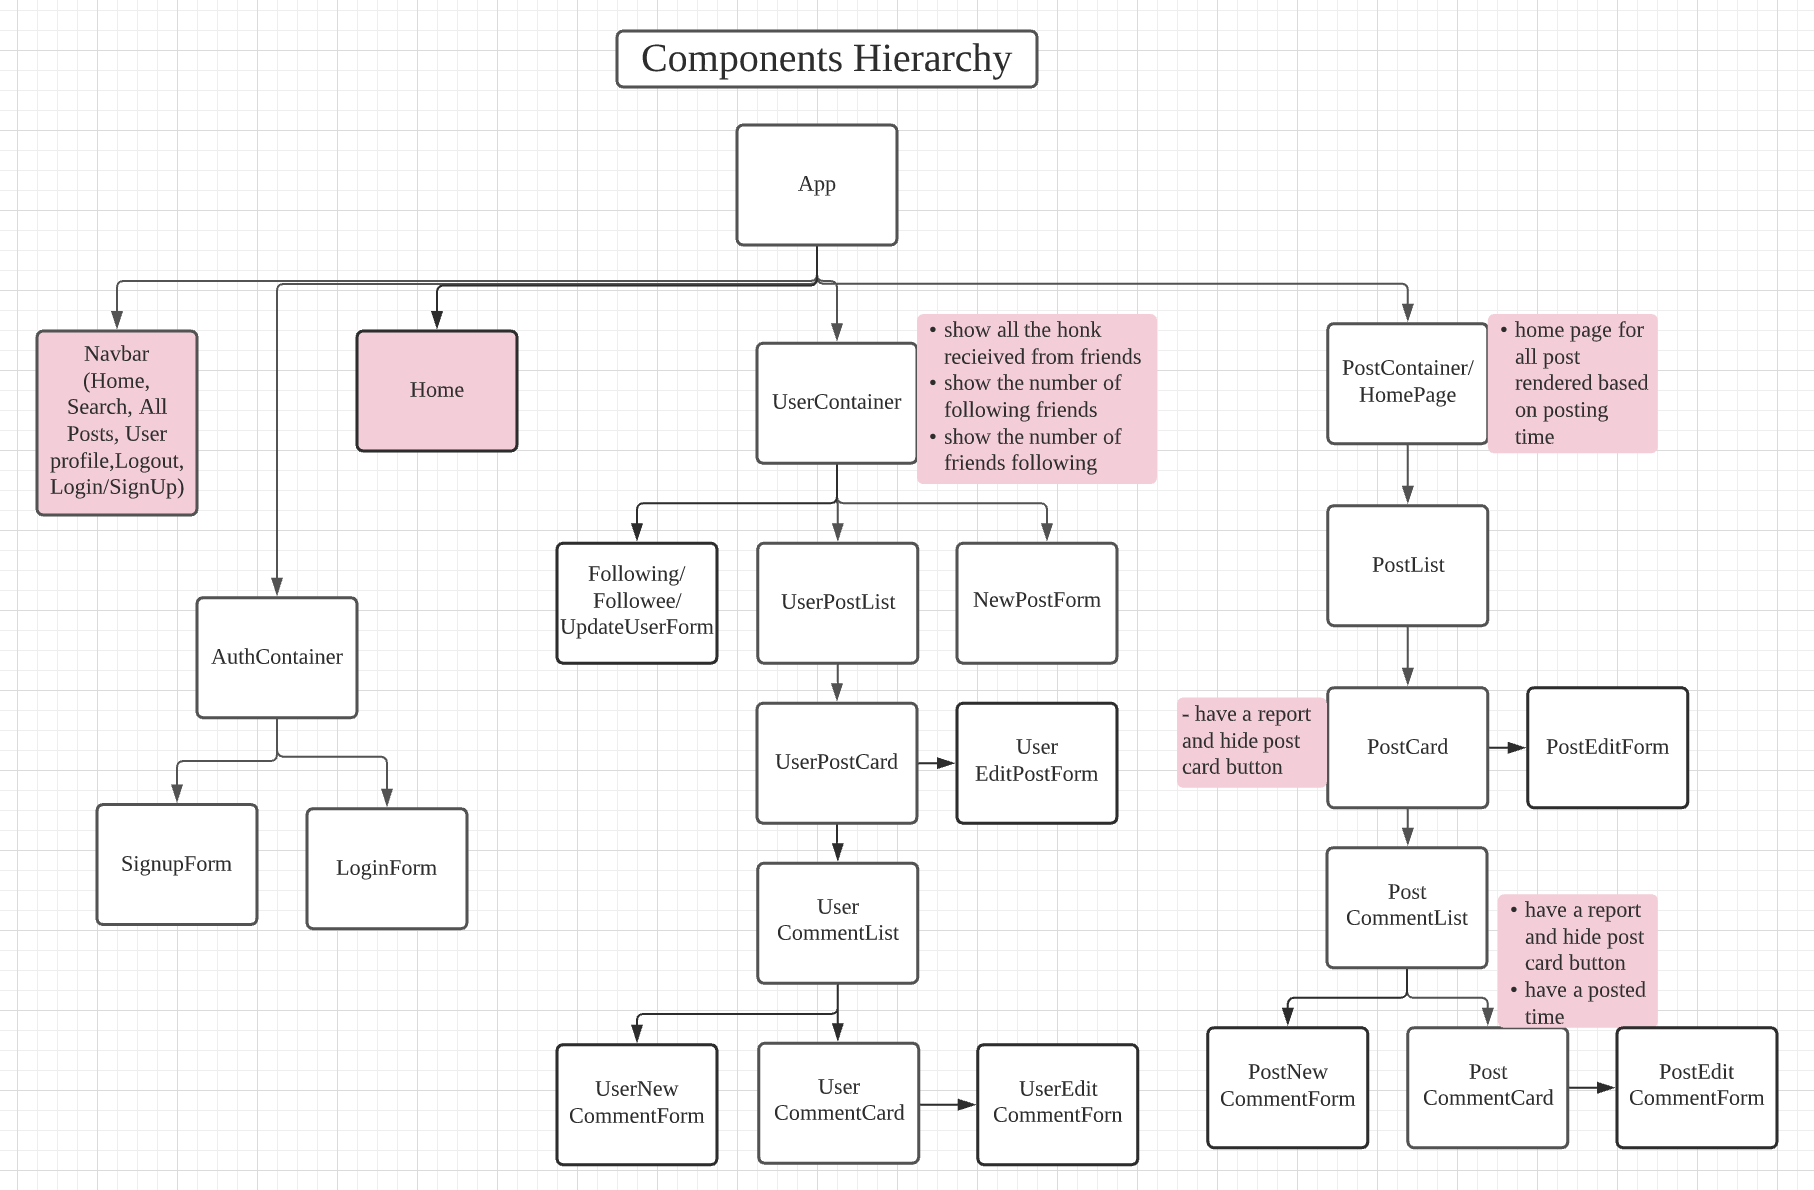 Components Hierarchy
App
Navbar
(Home,
Search, All
Posts, User
profile,Logout,
Login/SignUp)
Home
UserContainer
• show all the honk
recieived from friends
• show the number of
following friends
• show the number of
friends following
PostContainer/
HomePage
• home page for
all post
rendered based
on posting
time
AuthContainer
SignupForm
LoginForm
Following/
Followee/
UpdateUserForm
UserPostList
NewPostForm
UserPostCard
User
EditPostForm
User
CommentList
UserNew
CommentForm
User
CommentCard
UserEdit
CommentForn
PostList
- have a report
and hide post
card button
PostCard
PostEditForm
Post
CommentList
• have a report
and hide post
card button
• have a posted
time
PostNew
CommentForm
Post
CommentCard
PostEdit
CommentForm